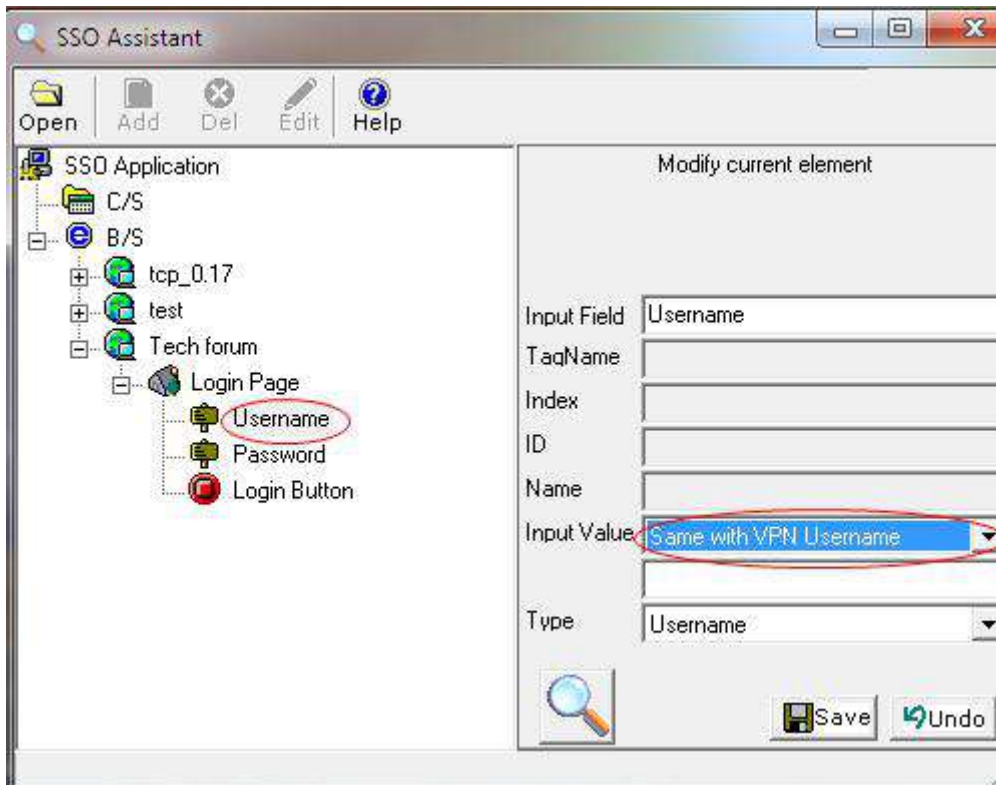 SSO Assistant
Open Add Del Edit Help
SSO Application
C/S
B/S
tcp_0.17
test
Tech forum
Login Page
Username
Password
Login Button
Modify current element
Input Field Username
TagName
Index
ID
Name
Input Value Same with VPN Username
Type Username
Save Undo